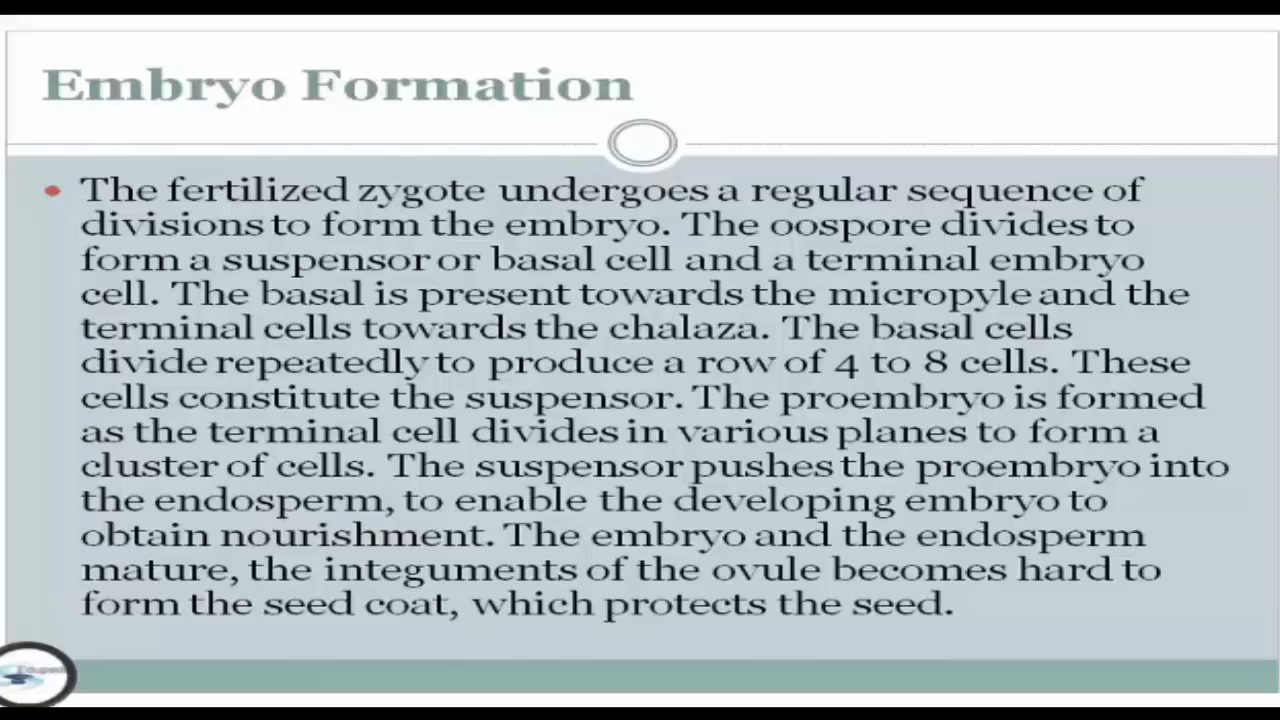 Embryo Formation
• The fertilized zygote undergoes a regular sequence of
divisions to form the embryo. The oospore divides to
form a suspensor or basal cell and a terminal embryo
cell. The basal is present towards the micropyle and the
terminal cells towards the chalaza. The basal cells
divide repeatedly to produce a row of 4 to 8 cells. These
cells constitute the suspensor. The proembryo is formed
as the terminal cell divides in various planes to form a
cluster of cells. The suspensor pushes the proembryo into
the endosperm, to enable the developing embryo to
obtain nourishment. The embryo and the endosperm
mature, the integuments of the ovule becomes hard to
form the seed coat, which protects the seed.